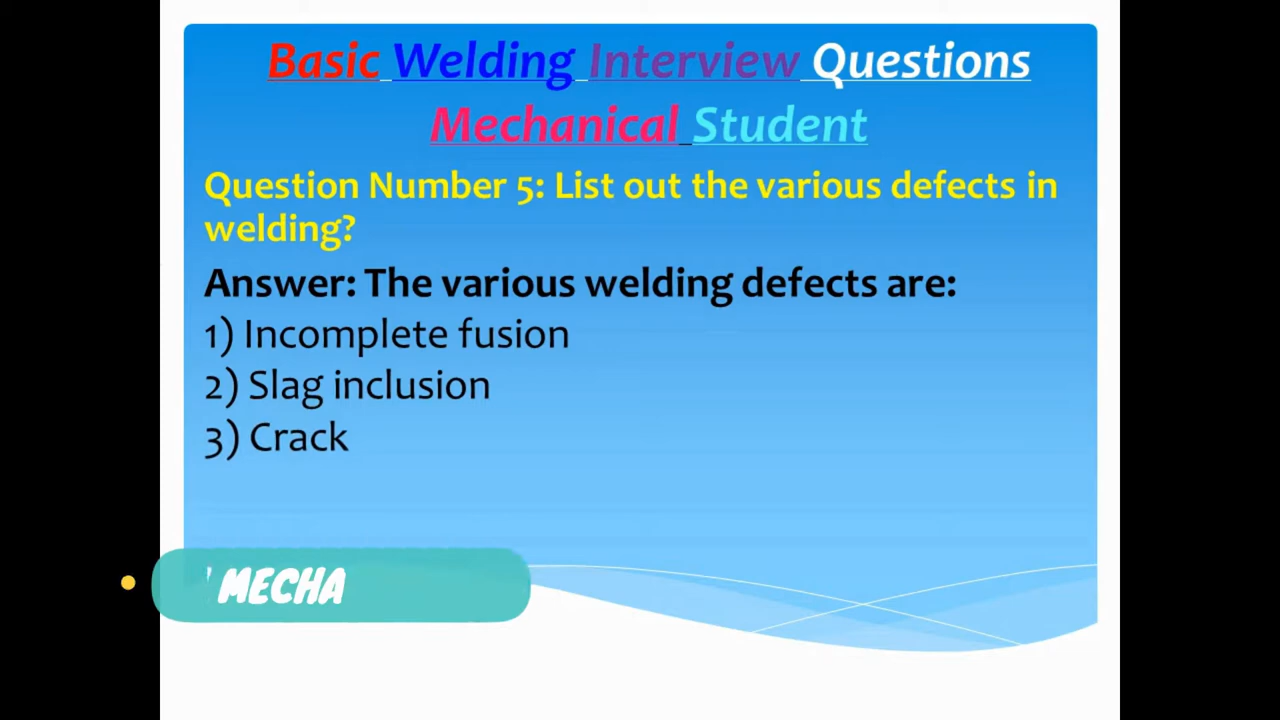 Basic Welding Interview Questions
Mechanical Student
Question Number 5: List out the various defects in
welding?
Answer: The various welding defects are:
1) Incomplete fusion
2) Slag inclusion
3) Crack
MECHA